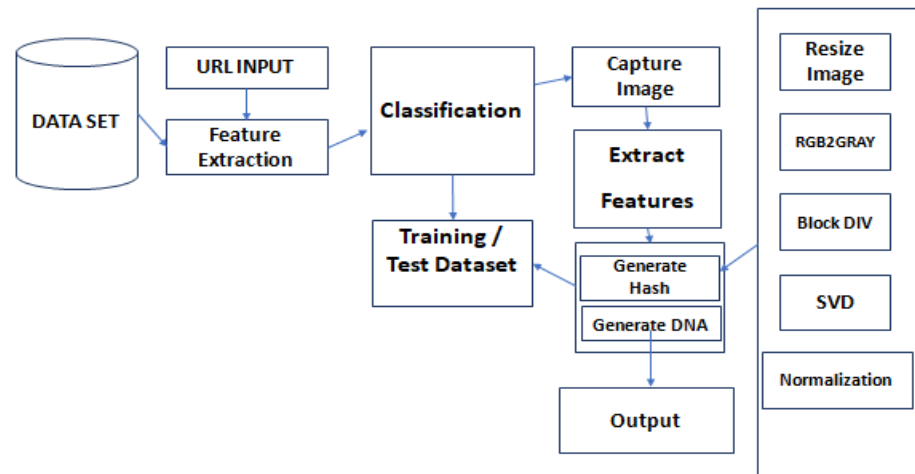 DATA SET
URL INPUT
Feature
Extraction
Classification
Training /
Test Dataset
Capture
Image
Extract
Features
Generate
Hash
Generate DNA
Output
Resize
Image
RGB2GRAY
Block DIV
SVD
Normalization